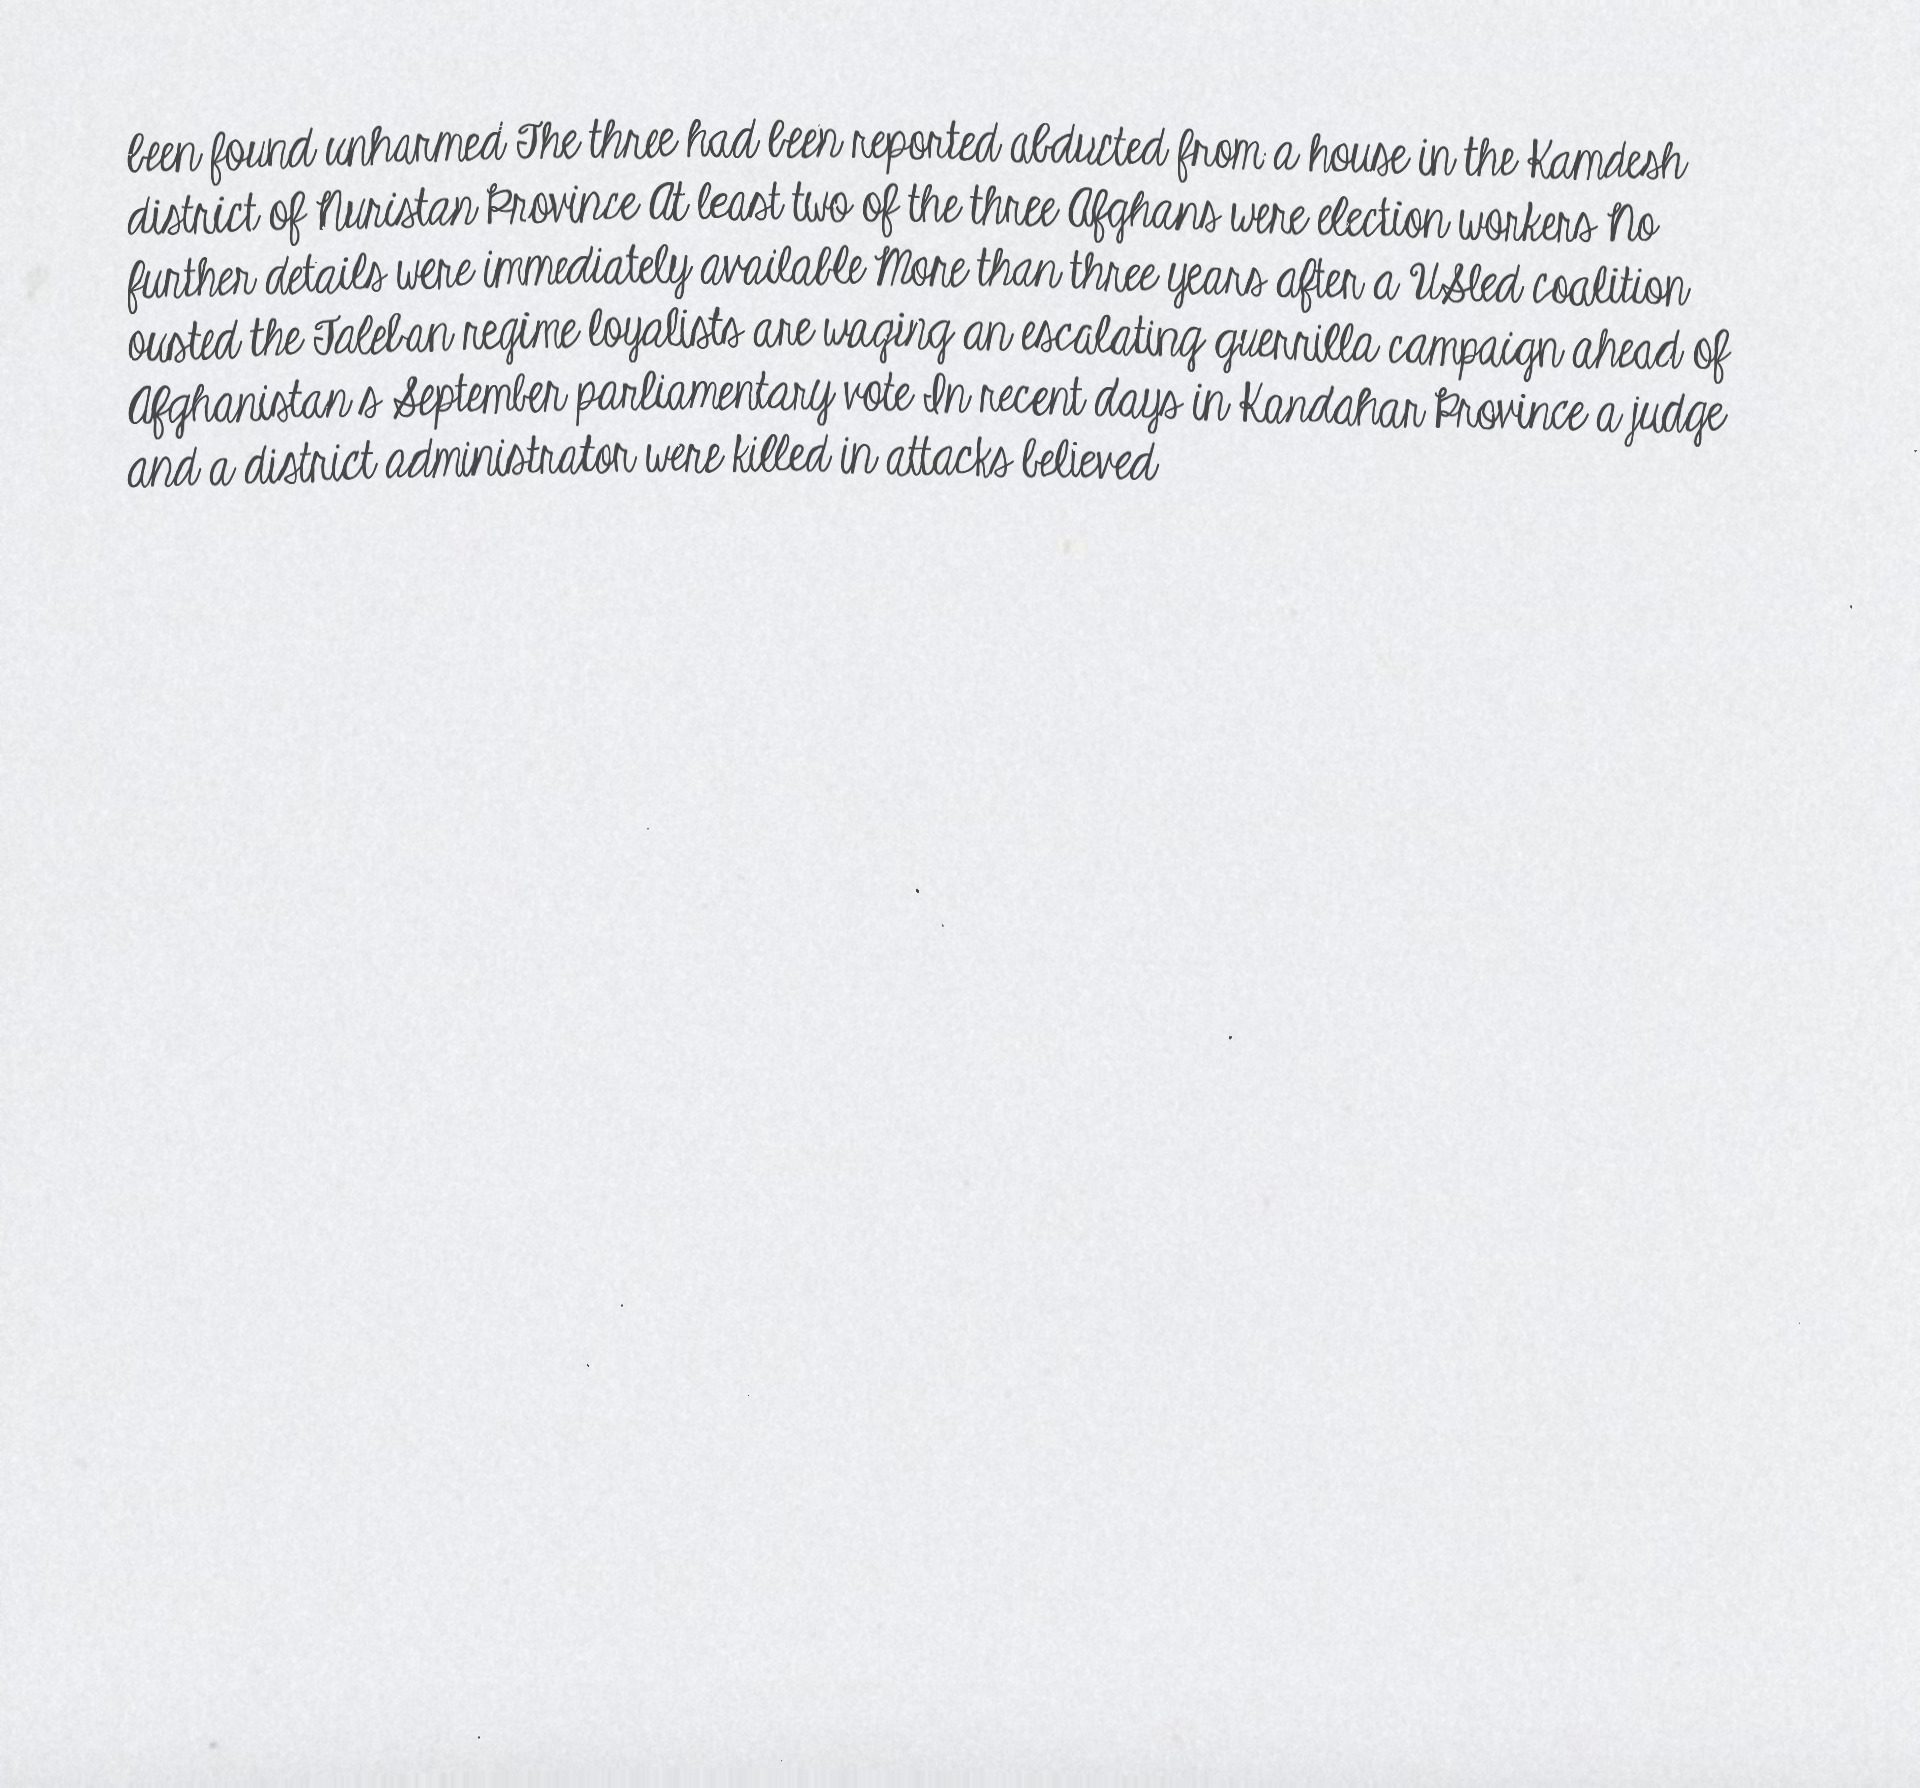 been found unharmed The three had been reported abducted from a house in the Kamdesh
district of Nuristan Province At least two of the three Afghans were election workers No
further details were immediately available More than three years after a USled coalition
ousted the Taleban regime loyalists are waging an escalating guerrilla campaign ahead of
Afghanistan s September parliamentary vote In recent days in Kandahar Province a judge
and a district administrator were killed in attacks believed